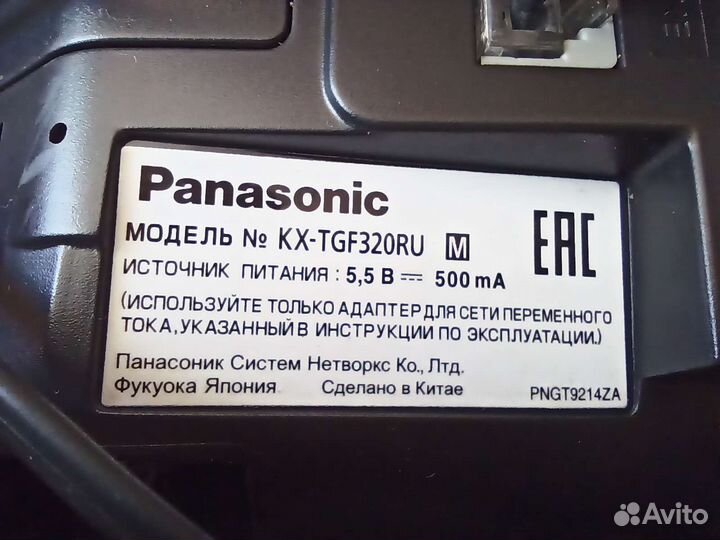 Panasonic
МОДЕЛЬ № KX-TGF320RU M
EAC
ИСТОЧНИК ПИТАНИЯ : 5,5 В ⎓ 500 mA
(ИСПОЛЬЗУЙТЕ ТОЛЬКО АДАПТЕР ДЛЯ СЕТИ ПЕРЕМЕННОГО
ТОКА, УКАЗАННЫЙ В ИНСТРУКЦИИ ПО ЭКСПЛУАТАЦИИ.)
Панасоник Систем Нетворкс Ко., Лтд.
Фукуока Япония Сделано в Китае
PNGT9214ZA
Avito